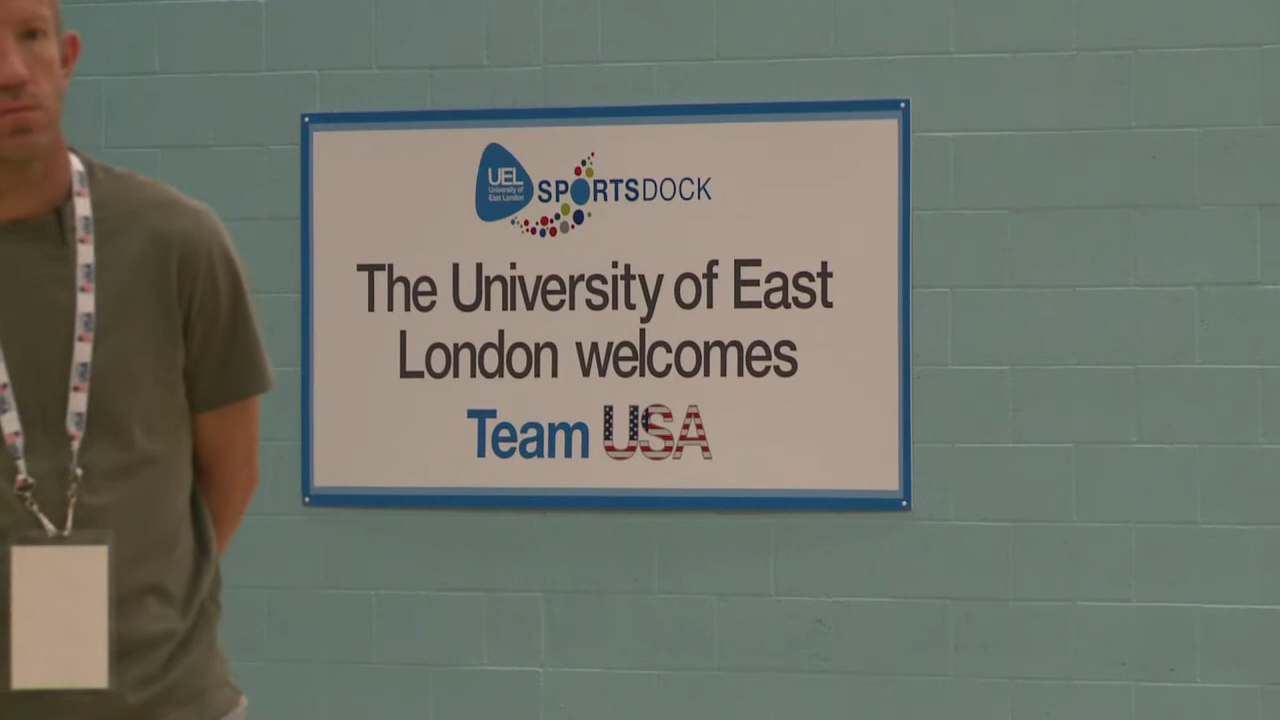 UEL
University of
East London
SPORTSDOCK
The University of East
London welcomes
Team USA